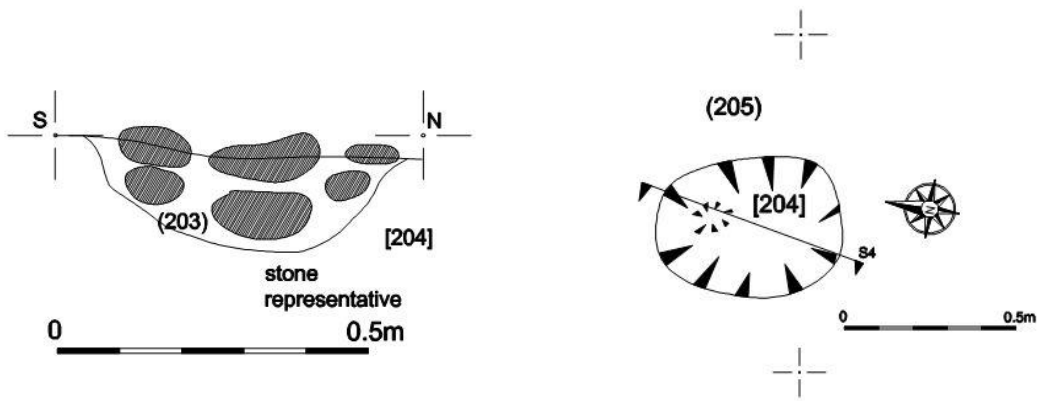 S N
(203)
[204]
stone
representative
0 0.5m
(205)
[204]
S4
N
0 0.5m